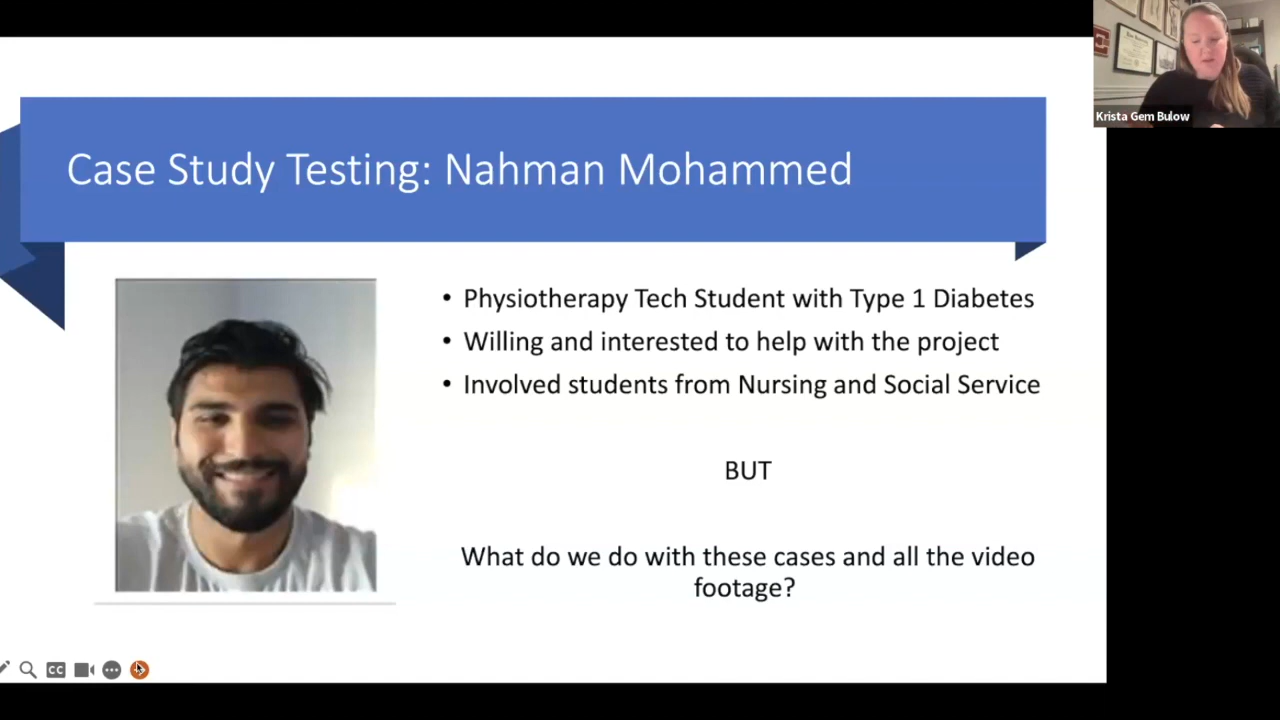 Krista Gem Bulow
Case Study Testing: Nahman Mohammed
• Physiotherapy Tech Student with Type 1 Diabetes
• Willing and interested to help with the project
• Involved students from Nursing and Social Service
BUT
What do we do with these cases and all the video
footage?
CC